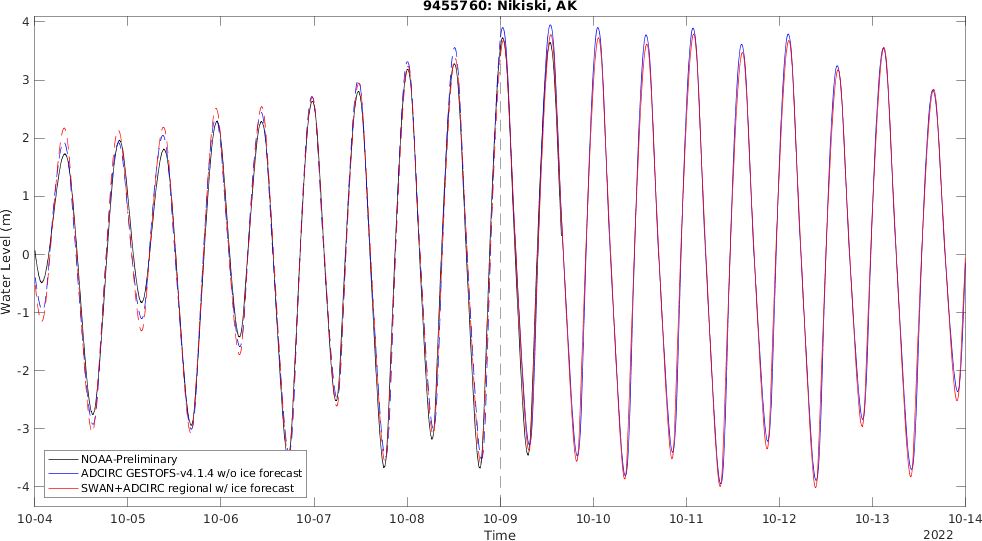 9455760: Nikiski, AK
4
3
2
1
0
-1
-2
-3
-4
Water Level (m)
NOAA-Preliminary
ADCIRC GESTOFS-v4.1.4 w/o ice forecast
SWAN+ADCIRC regional w/ ice forecast
10-04 10-05 10-06 10-07 10-08 10-09 10-10 10-11 10-12 10-13 10-14
Time
2022